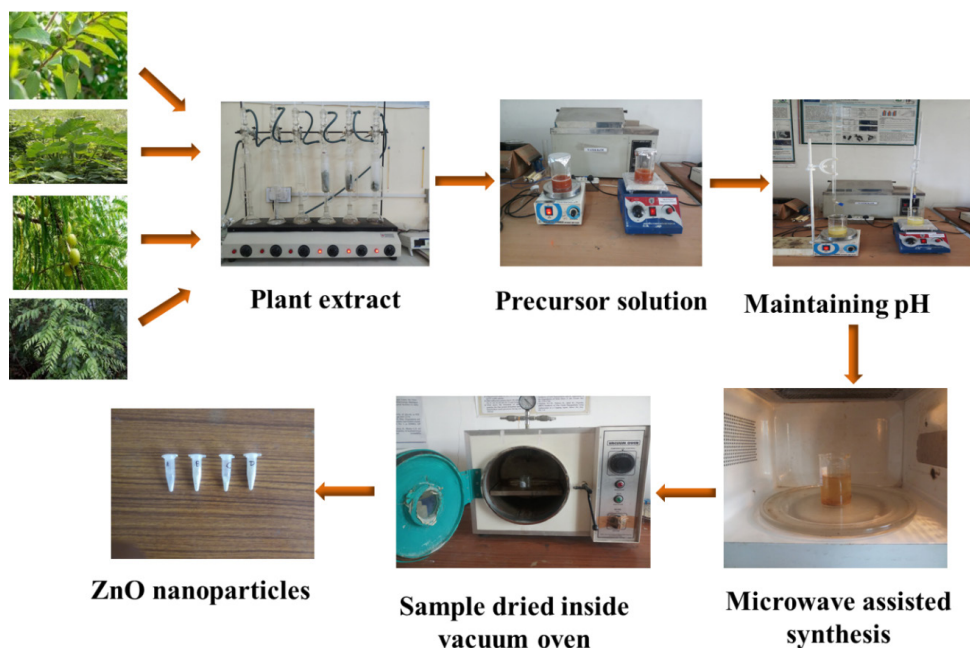 Plant extract
Precursor solution
Maintaining pH
ZnO nanoparticles
Sample dried inside
vacuum oven
Microwave assisted
synthesis